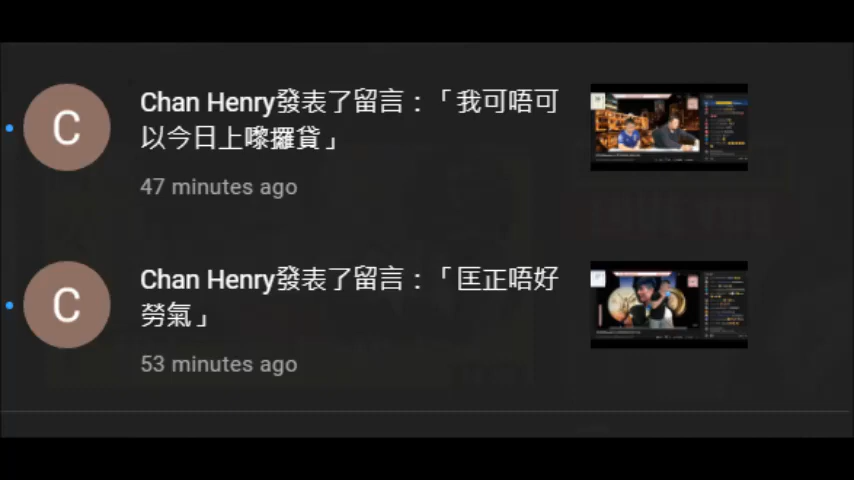 Chan Henry發表了留言：「我可唔可
以今日上嚟攞貨」
47 minutes ago
Chan Henry發表了留言：「匡正唔好
勞氣」
53 minutes ago
C
C